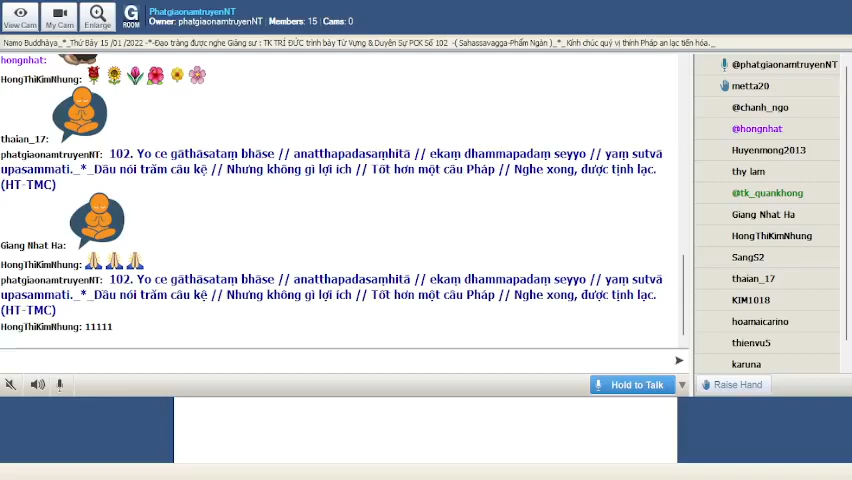 View Cam
My Cam
Enlarge
G
ROOM
PhatgiaonamtruyenNT
Owner: phatgiaonamtruyenNT | Members: 15 | Cams: 0
Namo Buddhàya_*_Thứ Bảy 15 /01 /2022 -*-Đạo tràng được nghe Giảng sư : TK TRÍ ĐỨC trình bày Từ Vựng & Duyên Sự PCK Số 102 -( Sahassavagga-Phẩm Ngàn )_*_ Kính chúc quý vị thính Pháp an lạc tiến hóa._
hongnhat:
HongThiKimNhung:
thaian_17:
phatgiaonamtruyenNT: 102. Yo ce gāthāsataṃ bhāse // anatthapadasaṃhitā // ekaṃ dhammapadaṃ seyyo // yaṃ sutvā
upasammati._*_Dầu nói trăm câu kệ // Nhưng không gì lợi ích // Tốt hơn một câu Pháp // Nghe xong, được tịnh lạc.
(HT-TMC)
Giang Nhat Ha:
HongThiKimNhung:
phatgiaonamtruyenNT: 102. Yo ce gāthāsataṃ bhāse // anatthapadasaṃhitā // ekaṃ dhammapadaṃ seyyo // yaṃ sutvā
upasammati._*_Dầu nói trăm câu kệ // Nhưng không gì lợi ích // Tốt hơn một câu Pháp // Nghe xong, được tịnh lạc.
(HT-TMC)
HongThiKimNhung: 11111
@phatgiaonamtruyenNT
metta20
@chanh_ngo
@hongnhat
Huyenmong2013
thy lam
@tk_quankhong
Giang Nhat Ha
HongThiKimNhung
SangS2
thaian_17
KIM1018
hoamaicarino
thienvu5
karuna
Hold to Talk
Raise Hand